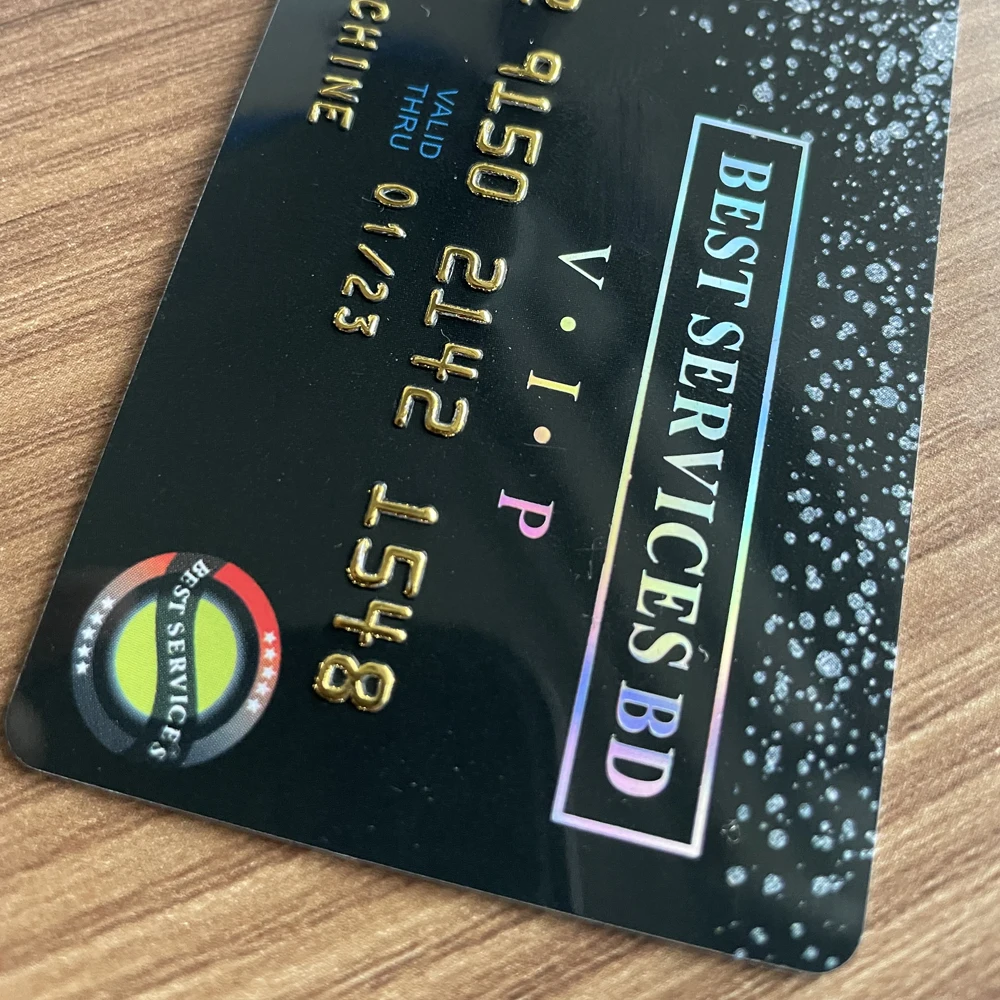 BEST SERVICES BD
V • I • P
9150 2142 1548
VALID
THRU
01/23
CHINE
BEST SERVICES